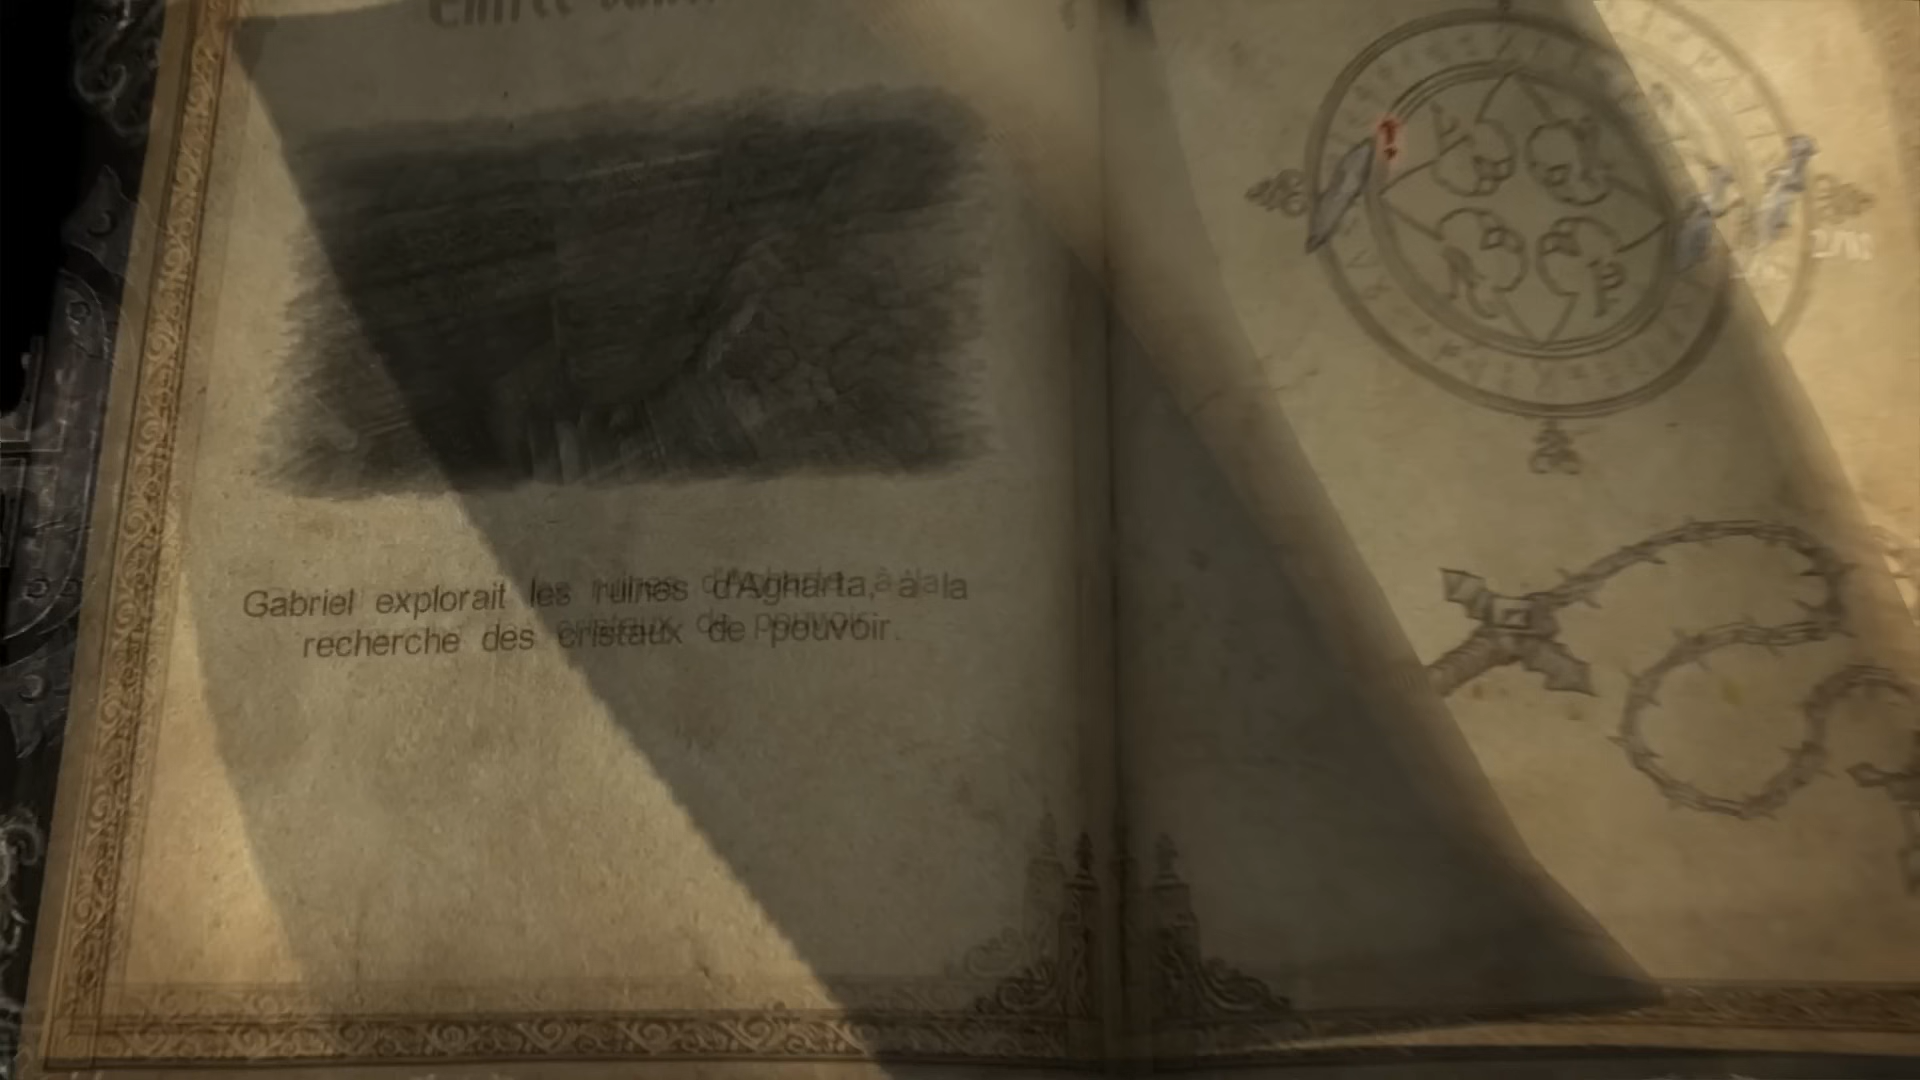 Gabriel explorait les ruines d'Agharta, à la
recherche des cristaux de pouvoir.